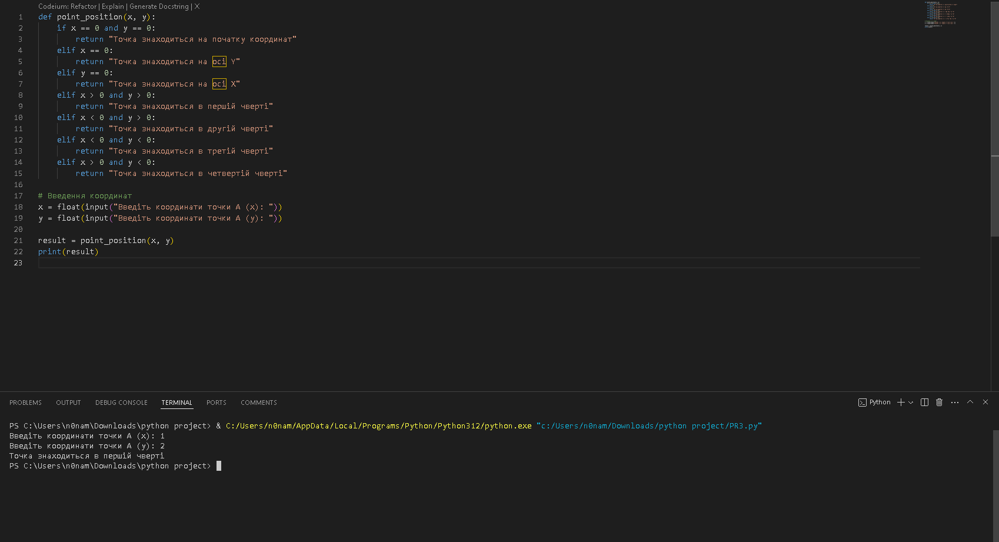 Codeium: Refactor | Explain | Generate Docstring | X
1 def point_position(x, y):
2 if x == 0 and y == 0:
3 return "Точка знаходиться на початку координат"
4 elif x == 0:
5 return "Точка знаходиться на осі Y"
6 elif y == 0:
7 return "Точка знаходиться на осі X"
8 elif x > 0 and y > 0:
9 return "Точка знаходиться в першій чверті"
10 elif x < 0 and y > 0:
11 return "Точка знаходиться в другій чверті"
12 elif x < 0 and y < 0:
13 return "Точка знаходиться в третій чверті"
14 elif x > 0 and y < 0:
15 return "Точка знаходиться в четвертій чверті"
16
17 # Введення координат
18 x = float(input("Введіть координати точки А (x): "))
19 y = float(input("Введіть координати точки А (y): "))
20
21 result = point_position(x, y)
22 print(result)
23
PROBLEMS OUTPUT DEBUG CONSOLE TERMINAL PORTS COMMENTS Python
PS C:\Users\n0nam\Downloads\python project> & C:/Users/n0nam/AppData/Local/Programs/Python/Python312/python.exe "c:/Users/n0nam/Downloads/python project/PR3.py"
Введіть координати точки А (x): 1
Введіть координати точки А (y): 2
Точка знаходиться в першій чверті
PS C:\Users\n0nam\Downloads\python project>